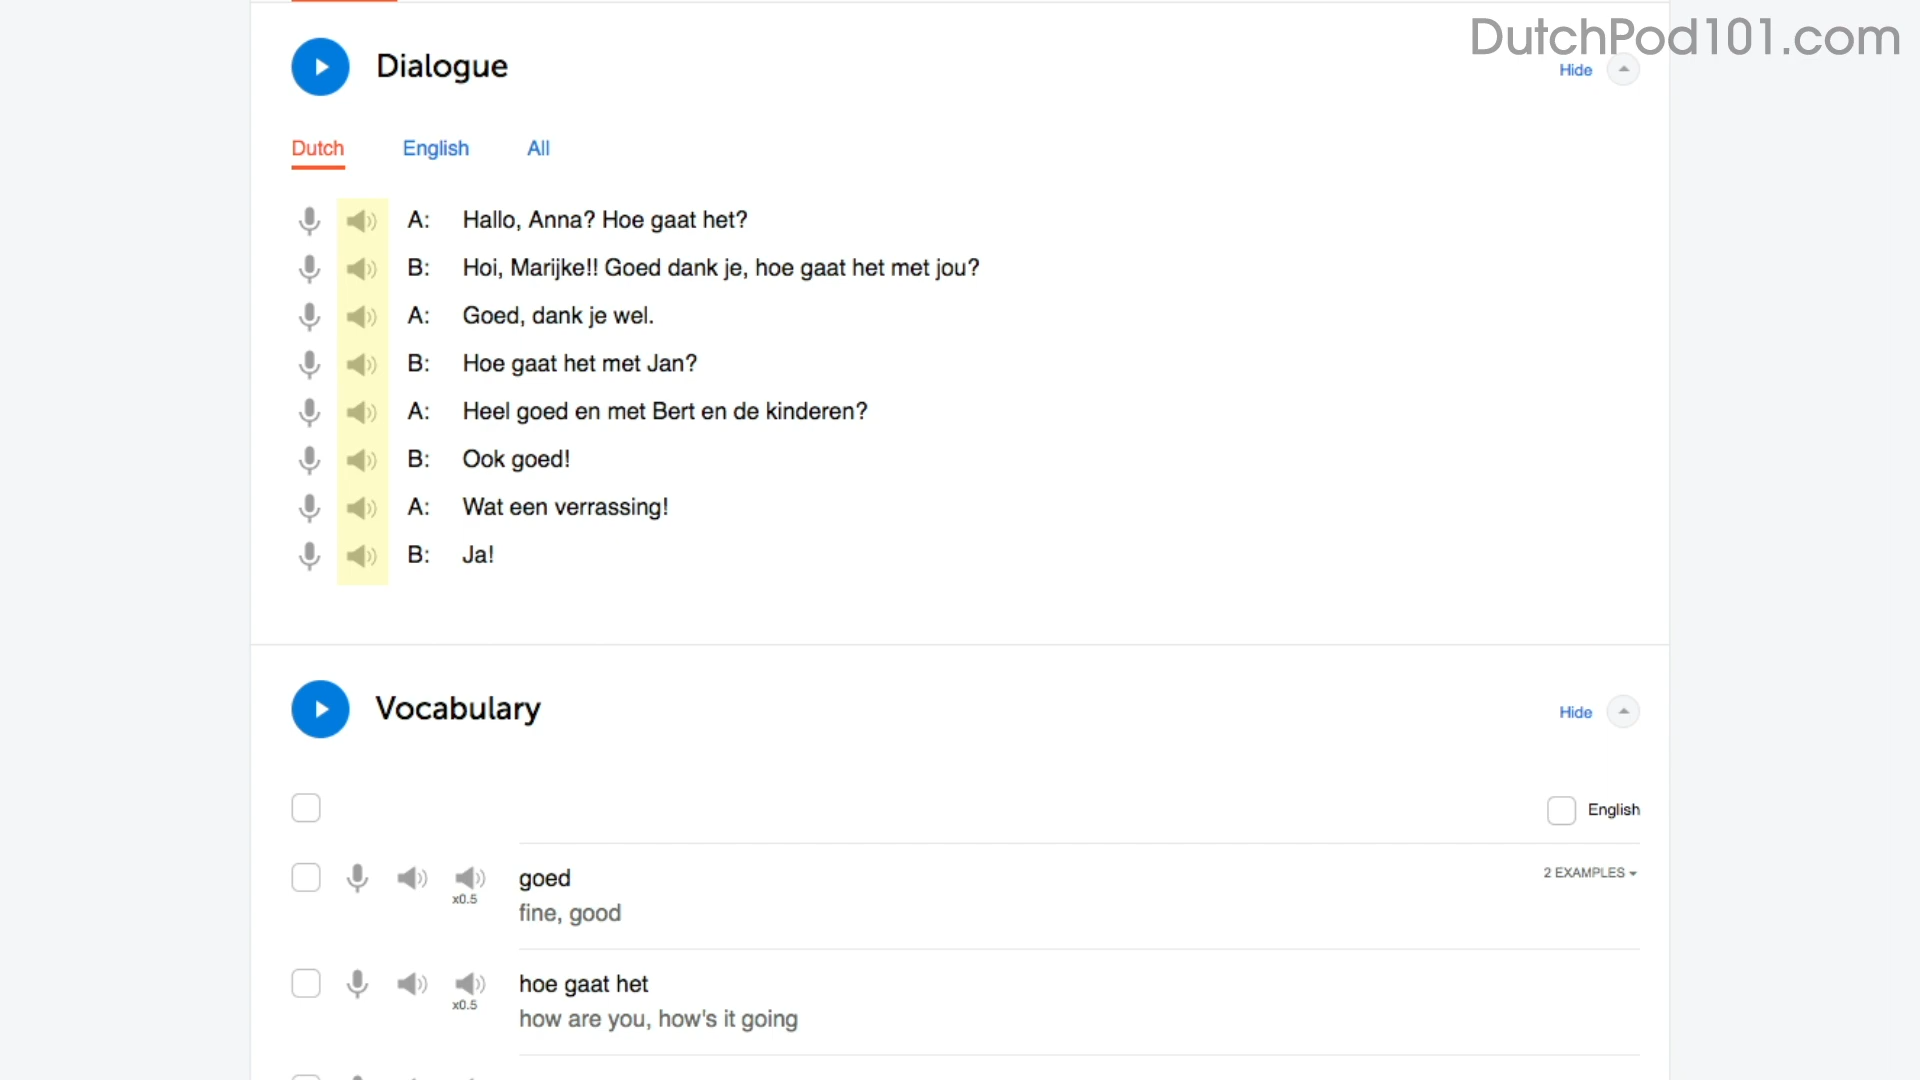 DutchPod101.com
Dialogue
Hide
Dutch English All
A: Hallo, Anna? Hoe gaat het?
B: Hoi, Marijke!! Goed dank je, hoe gaat het met jou?
A: Goed, dank je wel.
B: Hoe gaat het met Jan?
A: Heel goed en met Bert en de kinderen?
B: Ook goed!
A: Wat een verrassing!
B: Ja!
Vocabulary
Hide
English
goed
2 EXAMPLES
x0.5
fine, good
hoe gaat het
x0.5
how are you, how's it going